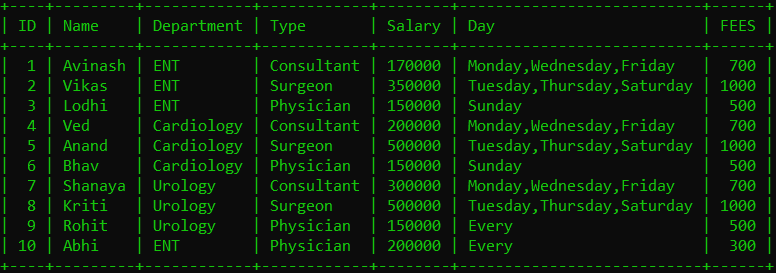 +----+---------+------------+------------+--------+---------------------------+------+
| ID | Name    | Department | Type       | Salary | Day                       | FEES |
+----+---------+------------+------------+--------+---------------------------+------+
|  1 | Avinash | ENT        | Consultant | 170000 | Monday,Wednesday,Friday   |  700 |
|  2 | Vikas   | ENT        | Surgeon    | 350000 | Tuesday,Thursday,Saturday | 1000 |
|  3 | Lodhi   | ENT        | Physician  | 150000 | Sunday                    |  500 |
|  4 | Ved     | Cardiology | Consultant | 200000 | Monday,Wednesday,Friday   |  700 |
|  5 | Anand   | Cardiology | Surgeon    | 500000 | Tuesday,Thursday,Saturday | 1000 |
|  6 | Bhav    | Cardiology | Physician  | 150000 | Sunday                    |  500 |
|  7 | Shanaya | Urology    | Consultant | 300000 | Monday,Wednesday,Friday   |  700 |
|  8 | Kriti   | Urology    | Surgeon    | 500000 | Tuesday,Thursday,Saturday | 1000 |
|  9 | Rohit   | Urology    | Physician  | 150000 | Every                     |  500 |
| 10 | Abhi    | ENT        | Physician  | 200000 | Every                     |  300 |
+----+---------+------------+------------+--------+---------------------------+------+